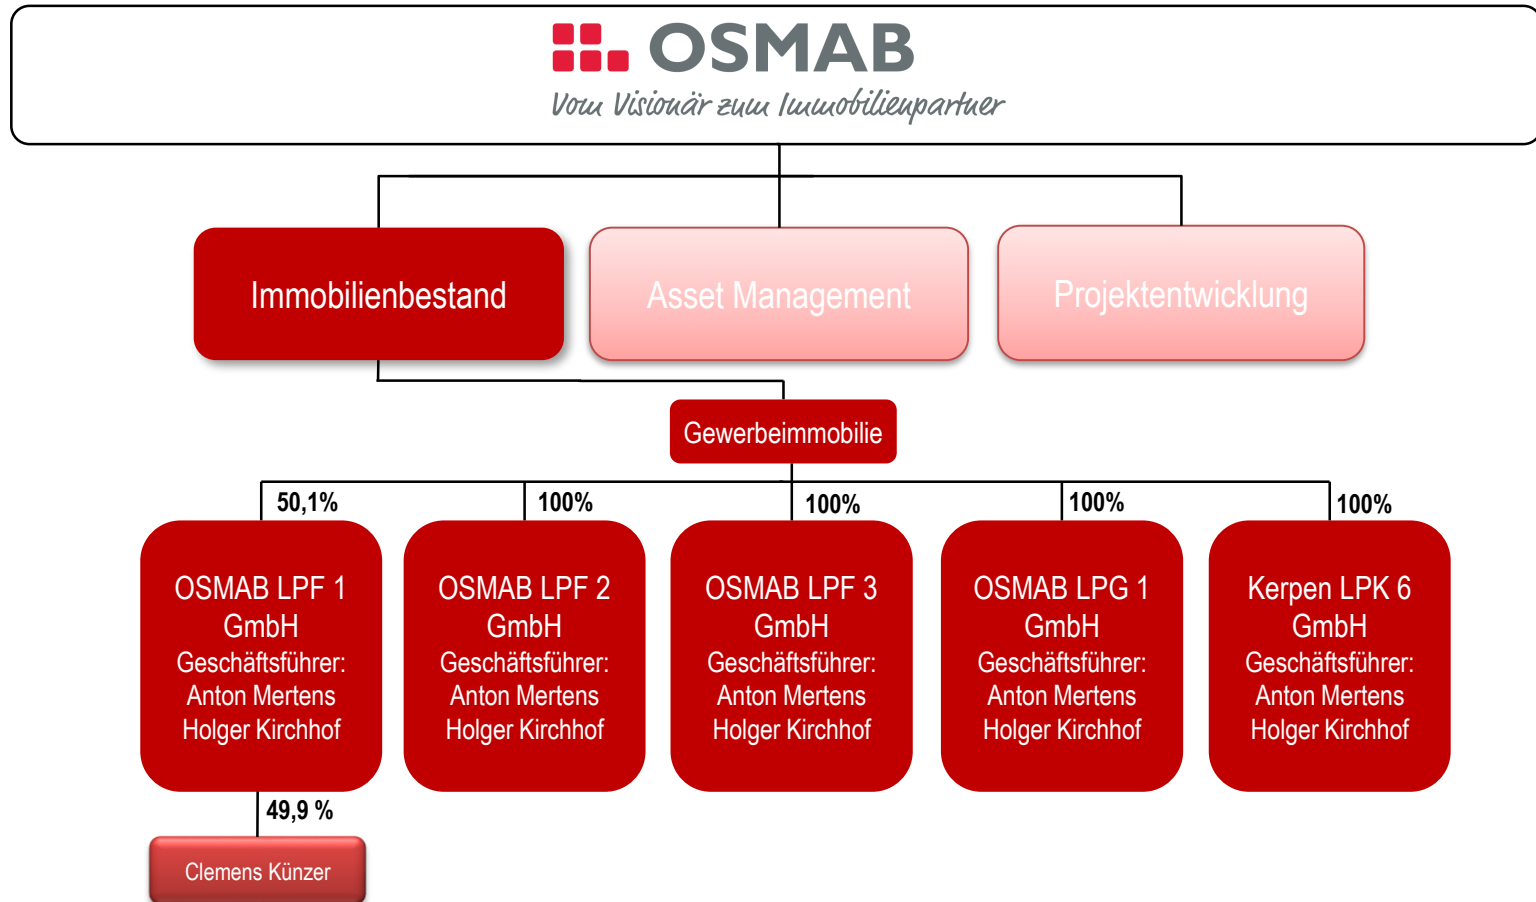 OSMAB
Vom Visionär zum Immobilienpartner
Immobilienbestand
Asset Management
Projektentwicklung
Gewerbeimmobilie
50,1%
100%
100%
100%
100%
OSMAB LPF 1
GmbH
Geschäftsführer:
Anton Mertens
Holger Kirchhof
OSMAB LPF 2
GmbH
Geschäftsführer:
Anton Mertens
Holger Kirchhof
OSMAB LPF 3
GmbH
Geschäftsführer:
Anton Mertens
Holger Kirchhof
OSMAB LPG 1
GmbH
Geschäftsführer:
Anton Mertens
Holger Kirchhof
Kerpen LPK 6
GmbH
Geschäftsführer:
Anton Mertens
Holger Kirchhof
49,9 %
Clemens Künzer